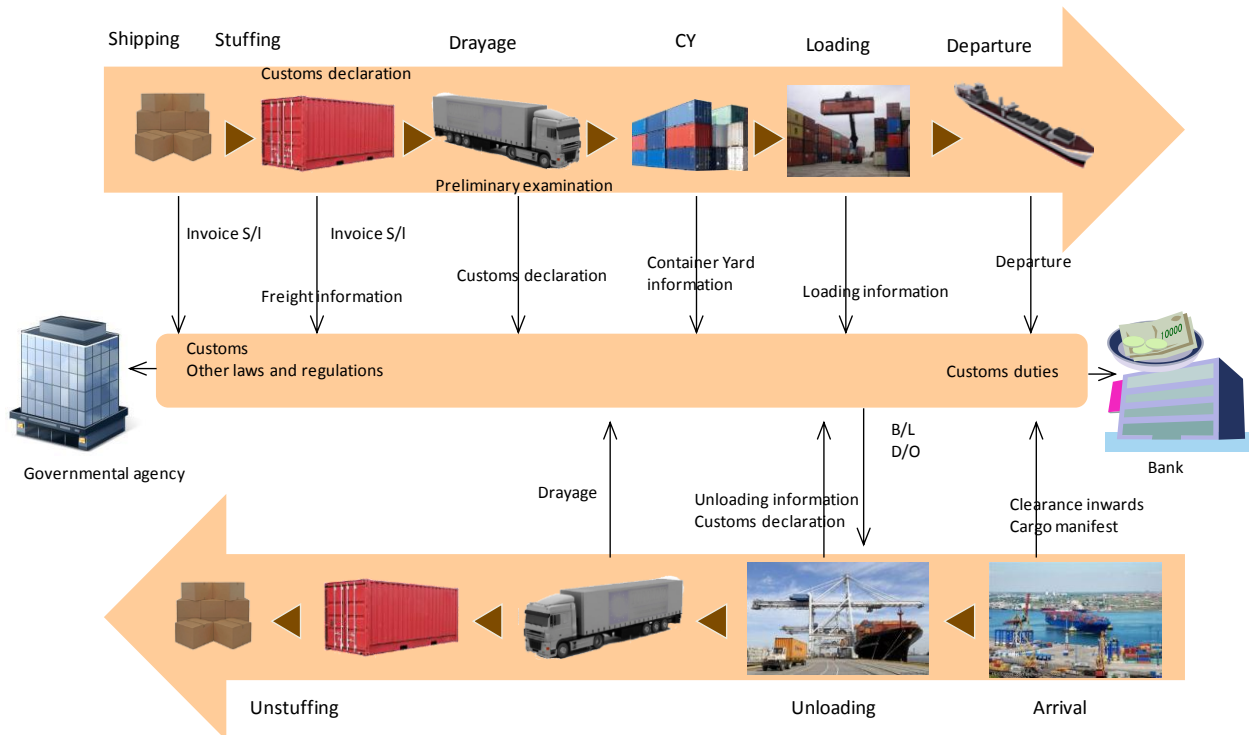 Shipping
Stuffing
Drayage
CY
Loading
Departure
Customs declaration
Preliminary examination
Invoice S/l
Invoice S/l
Freight information
Customs declaration
Container Yard
information
Loading information
Departure
Customs
Other laws and regulations
Customs duties
10000
Governmental agency
Bank
B/L
D/O
Drayage
Unloading information
Customs declaration
Clearance inwards
Cargo manifest
Unstuffing
Unloading
Arrival